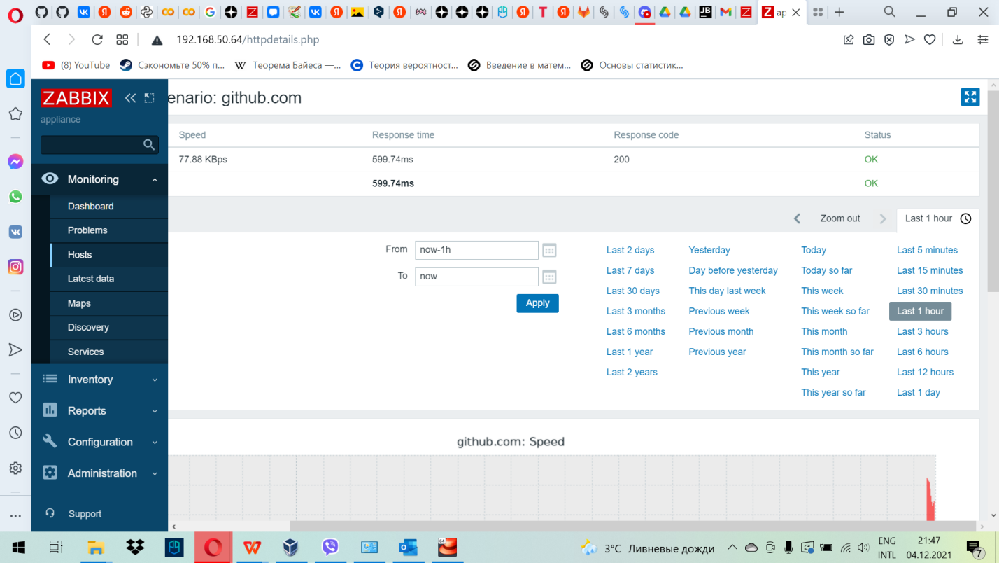 ap
192.168.50.64/httpdetails.php
(8) YouTube
Сэкономьте 50% п...
W Теорема Байеса —...
Теория вероятност...
Введение в матем...
Основы статистик...
ZABBIX
appliance
enario: github.com
Speed Response time Response code Status
77.88 KBps 599.74ms 200 OK
599.74ms OK
Monitoring
Dashboard
Problems
Hosts
Latest data
Maps
Discovery
Services
Inventory
Reports
Configuration
Administration
Support
Zoom out
Last 1 hour
From now-1h
To now
Apply
Last 2 days Yesterday Today Last 5 minutes
Last 7 days Day before yesterday Today so far Last 15 minutes
Last 30 days This day last week This week Last 30 minutes
Last 3 months Previous week This week so far Last 1 hour
Last 6 months Previous month This month Last 3 hours
Last 1 year Previous year This month so far Last 6 hours
Last 2 years This year Last 12 hours
This year so far Last 1 day
github.com: Speed
3°C Ливневые дожди
ENG
INTL
21:47
04.12.2021
7